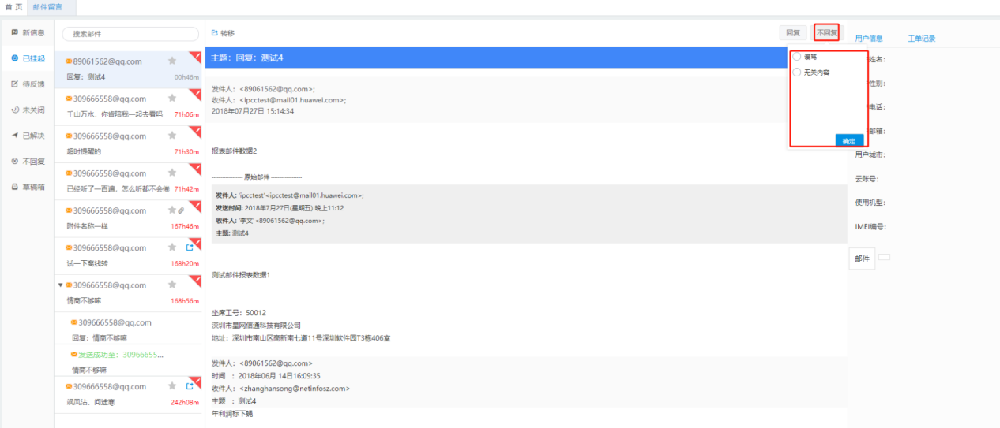 首 页
邮件留言
新信息
已挂起
待反馈
未关闭
已解决
不回复
草稿箱
搜索邮件
89061562@qq.com
回复：测试4 00h46m
309666558@qq.com
千山万水，你肯陪我一起去看吗 71h06m
309666558@qq.com
超时提醒的 71h30m
309666558@qq.com
已经听了一百遍，怎么听都不会倦 71h42m
309666558@qq.com
附件名称一样 167h46m
309666558@qq.com
试一下离线转 168h20m
309666558@qq.com
情商不够嘛 168h56m
309666558@qq.com
回复：情商不够嘛
发送成功至：30966655...
情商不够嘛
309666558@qq.com
飒风沾，问途塞 242h08m
转移
回复 不回复
谩骂
无关内容
确定
主题：回复：测试4
发件人：<89061562@qq.com>;
收件人：<ipcctest@mail01.huawei.com>;
2018年07月27日 15:14:34
报表邮件数据2
---------------- 原始邮件 ----------------
发件人: 'ipcctest'<ipcctest@mail01.huawei.com>;
发送时间: 2018年7月27日(星期五) 晚上11:12
收件人: '李文'<89061562@qq.com>;
主题: 测试4
测试邮件报表数据1
坐席工号：50012
深圳市星网信通科技有限公司
地址：深圳市南山区高新南七道11号深圳软件园T3栋406室
发件人：<89061562@qq.com>
时间 ：2018年06月 14日16:09:35
收件人：<zhanghansong@netinfosz.com>
主题 ：测试4
年利润标下蝇
用户信息 工单记录
姓名：
性别：
电话：
邮箱：
用户城市：
云账号：
使用机型：
IMEI编号：
邮件